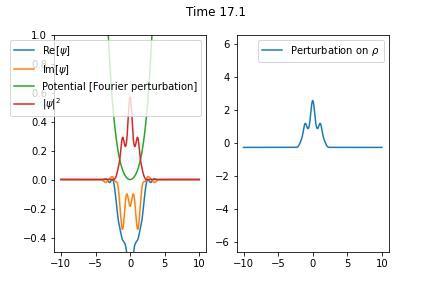 Time 17.1
Re[ψ]
Im[ψ]
Potential [Fourier perturbation]
|ψ|²
1.0
0.8
0.6
0.4
0.2
0.0
−0.2
−0.4
−10 −5 0 5 10
Perturbation on ρ
6
4
2
0
−2
−4
−6
−10 −5 0 5 10